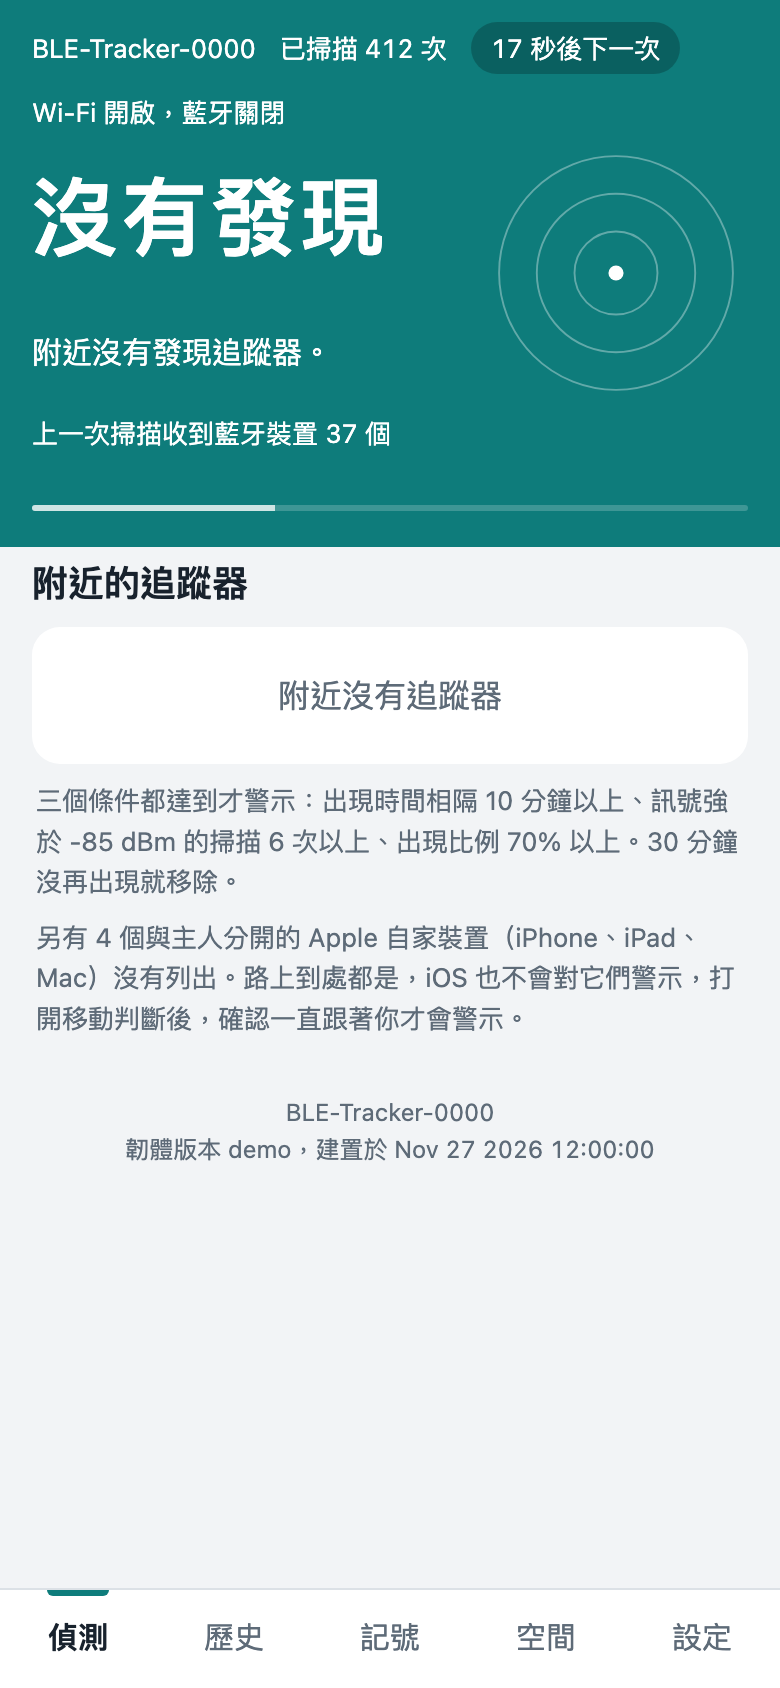 BLE-Tracker-0000 已掃描 412 次 17 秒後下一次
Wi-Fi 開啟，藍牙關閉
沒有發現
附近沒有發現追蹤器。
上一次掃描收到藍牙裝置 37 個
附近的追蹤器
附近沒有追蹤器
三個條件都達到才警示：出現時間相隔 10 分鐘以上、訊號強
於 -85 dBm 的掃描 6 次以上、出現比例 70% 以上。30 分鐘
沒再出現就移除。
另有 4 個與主人分開的 Apple 自家裝置（iPhone、iPad、
Mac）沒有列出。路上到處都是，iOS 也不會對它們警示，打
開移動判斷後，確認一直跟著你才會警示。
BLE-Tracker-0000
韌體版本 demo，建置於 Nov 27 2026 12:00:00
偵測 歷史 記號 空間 設定